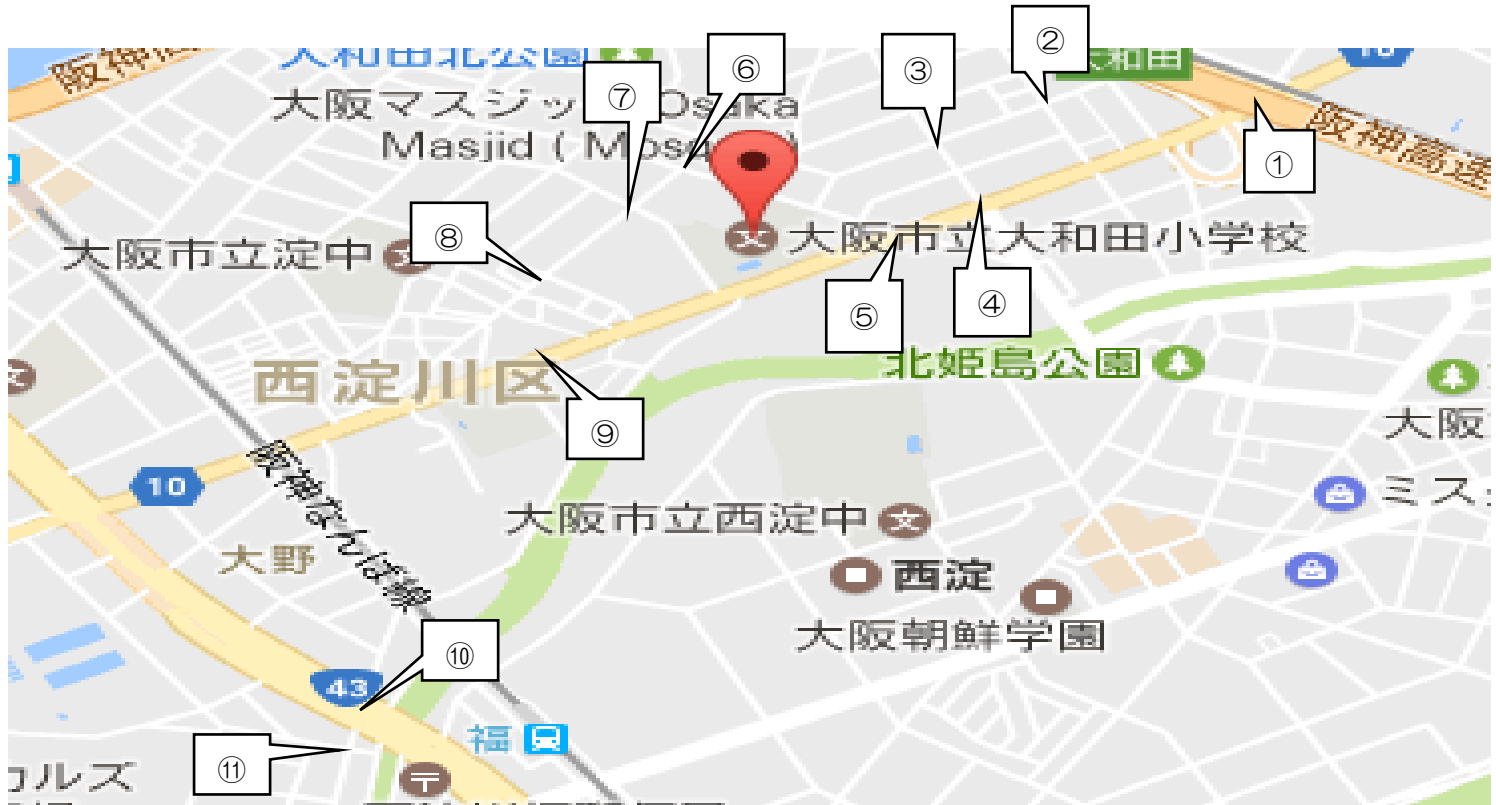 ②
⑥
③
大和田北公園
大和田
10
⑦
大阪マスジッ Osaka
Masjid ( Mosq
阪神高速
①
⑧
大阪市立淀中
大阪市立大和田小学校
⑤
④
北姫島公園
西淀川区
⑨
大阪
10
阪神なんば線
大阪市立西淀中
ミス
大野
西淀
大阪朝鮮学園
⑩
43
福
⑪
カルズ